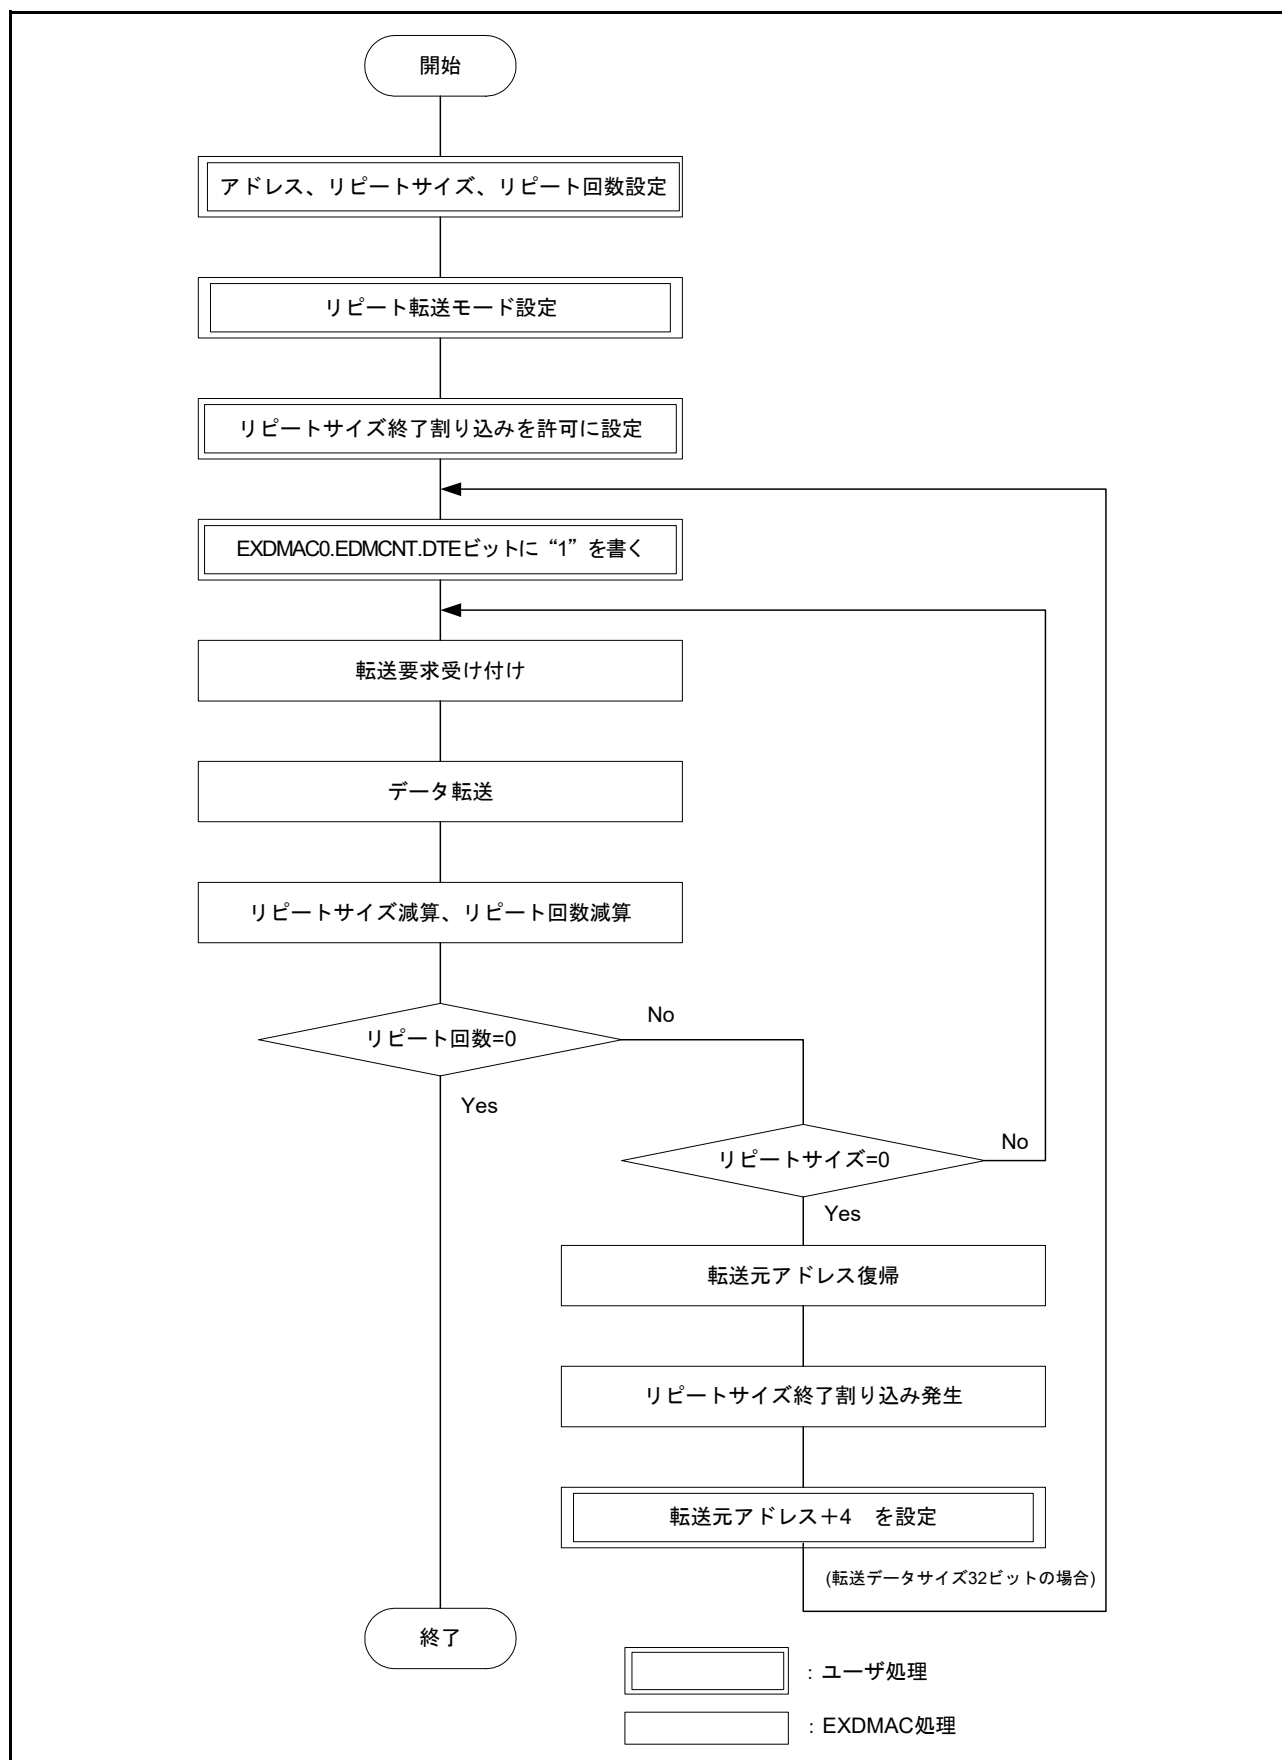 開始
アドレス、リピートサイズ、リピート回数設定
リピート転送モード設定
リピートサイズ終了割り込みを許可に設定
EXDMAC0.EDMCNT.DTEビットに“1”を書く
転送要求受け付け
データ転送
リピートサイズ減算、リピート回数減算
リピート回数=0
No
Yes
リピートサイズ=0
No
Yes
転送元アドレス復帰
リピートサイズ終了割り込み発生
転送元アドレス+4 を設定
(転送データサイズ32ビットの場合)
終了
：ユーザ処理
：EXDMAC処理